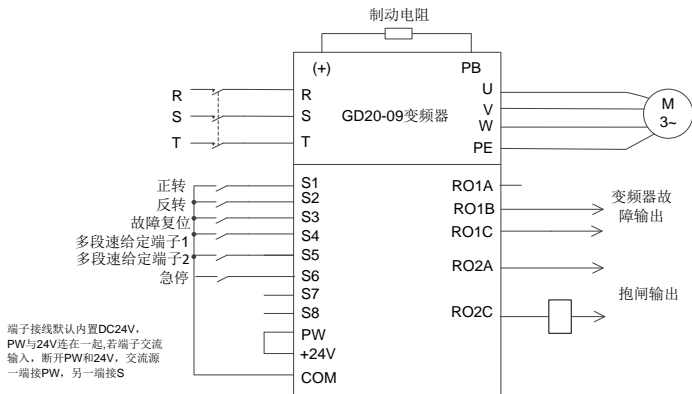 制动电阻
(+)
PB
R
S
T
R
S
T
GD20-09变频器
U
V
W
PE
M
3~
正转
反转
故障复位
多段速给定端子1
多段速给定端子2
急停
S1
S2
S3
S4
S5
S6
S7
S8
PW
+24V
COM
RO1A
RO1B
RO1C
RO2A
RO2C
变频器故
障输出
抱闸输出
端子接线默认内置DC24V，
PW与24V连在一起,若端子交流
输入，断开PW和24V，交流源
一端接PW，另一端接S